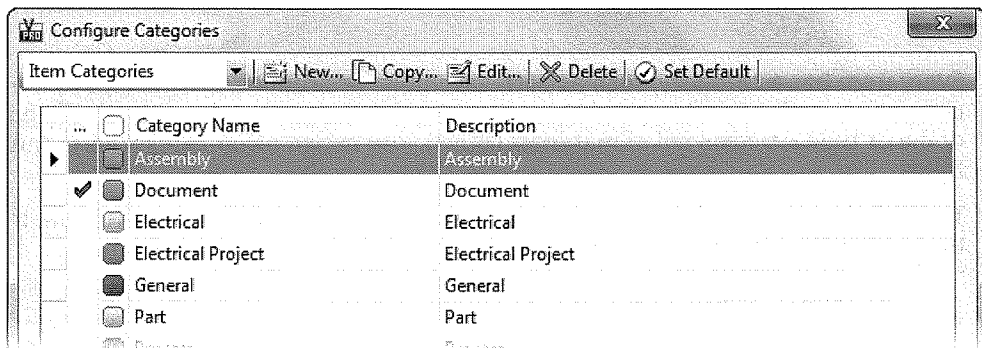 Configure Categories
Item Categories New... Copy... Edit... Delete Set Default
... Category Name Description
Assembly Assembly
Document Document
Electrical Electrical
Electrical Project Electrical Project
General General
Part Part